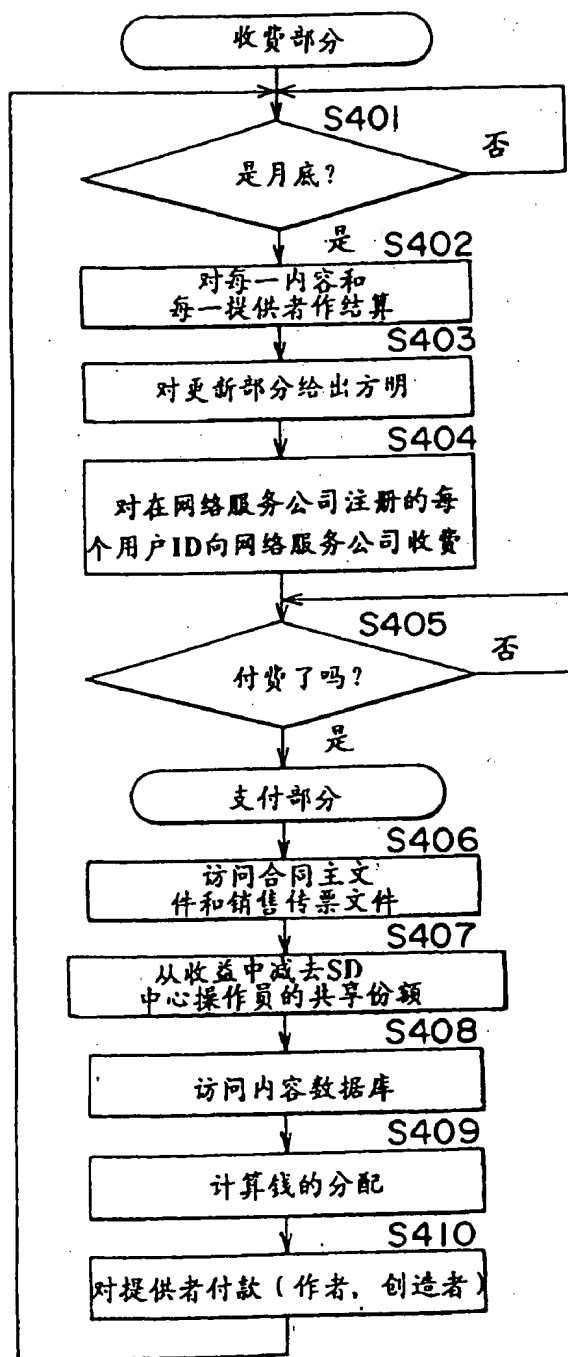 收费部分
S401
是月底?
否
是
S402
对每一内容和
每一提供者作结算
S403
对更新部分给出方明
S404
对在网络服务公司注册的每
个用户ID向网络服务公司收费
S405
付费了吗?
否
是
支付部分
S406
访问合同主文
件和销售传票文件
S407
从收益中减去SD
中心操作员的共享份额
S408
访问内容数据库
S409
计算钱的分配
S410
对提供者付款(作者,创造者)